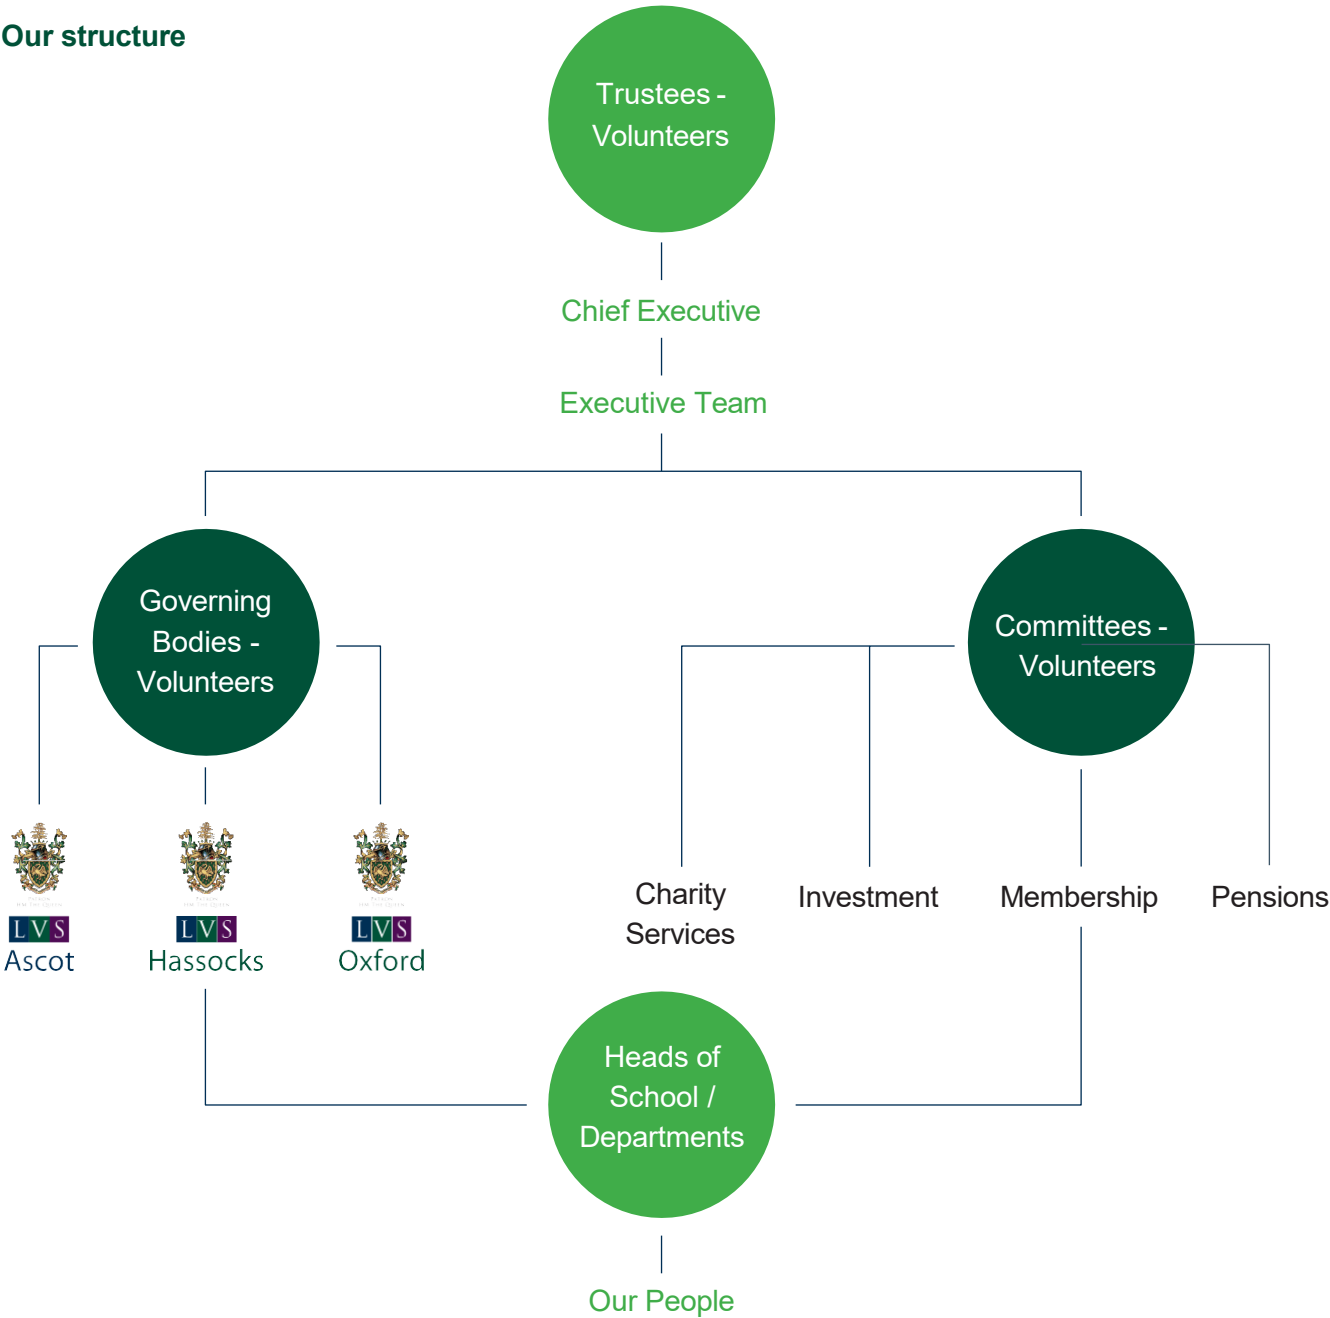 Our structure
Trustees -
Volunteers
Chief Executive
Executive Team
Governing
Bodies -
Volunteers
Committees -
Volunteers
LVS
Ascot
LVS
Hassocks
LVS
Oxford
Charity
Services
Investment
Membership
Pensions
Heads of
School /
Departments
Our People